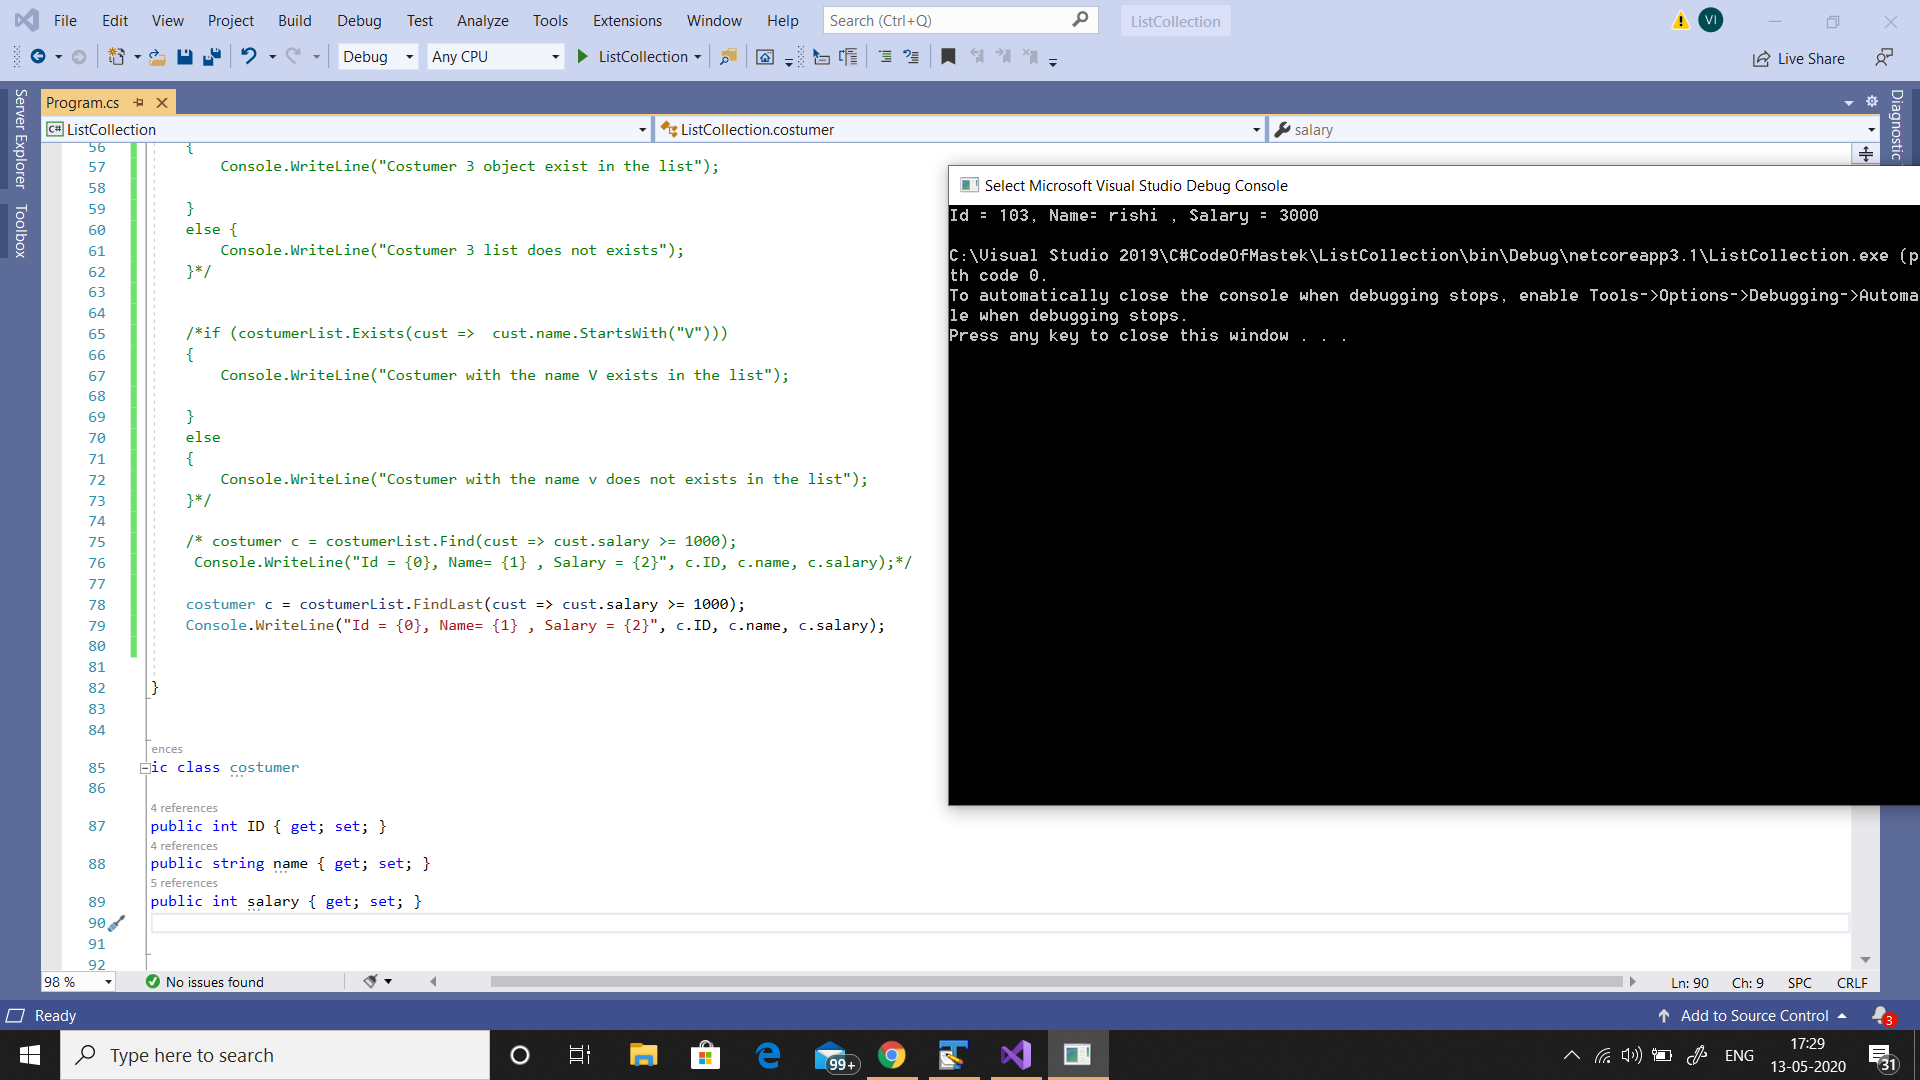 File Edit View Project Build Debug Test Analyze Tools Extensions Window Help Search (Ctrl+Q) ListCollection VI
Debug Any CPU ListCollection Live Share
Server Explorer
Toolbox
Program.cs
Diagnostic
C# ListCollection ListCollection.costumer salary
56 {
57 Console.WriteLine("Costumer 3 object exist in the list");
58
59 }
60 else {
61 Console.WriteLine("Costumer 3 list does not exists");
62 }*/
63
64
65 /*if (costumerList.Exists(cust => cust.name.StartsWith("V")))
66 {
67 Console.WriteLine("Costumer with the name V exists in the list");
68
69 }
70 else
71 {
72 Console.WriteLine("Costumer with the name v does not exists in the list");
73 }*/
74
75 /* costumer c = costumerList.Find(cust => cust.salary >= 1000);
76 Console.WriteLine("Id = {0}, Name= {1} , Salary = {2}", c.ID, c.name, c.salary);*/
77
78 costumer c = costumerList.FindLast(cust => cust.salary >= 1000);
79 Console.WriteLine("Id = {0}, Name= {1} , Salary = {2}", c.ID, c.name, c.salary);
80
81
82 }
83
84
ences
85 ic class costumer
86
4 references
87 public int ID { get; set; }
4 references
88 public string name { get; set; }
5 references
89 public int salary { get; set; }
90
91
92
Select Microsoft Visual Studio Debug Console
Id = 103, Name= rishi , Salary = 3000
C:\Visual Studio 2019\C#CodeOfMastek\ListCollection\bin\Debug\netcoreapp3.1\ListCollection.exe (p
th code 0.
To automatically close the console when debugging stops, enable Tools->Options->Debugging->Automa
le when debugging stops.
Press any key to close this window . . .
98 % No issues found Ln: 90 Ch: 9 SPC CRLF
Ready Add to Source Control 3
Type here to search 99+ ENG 17:29
13-05-2020 31